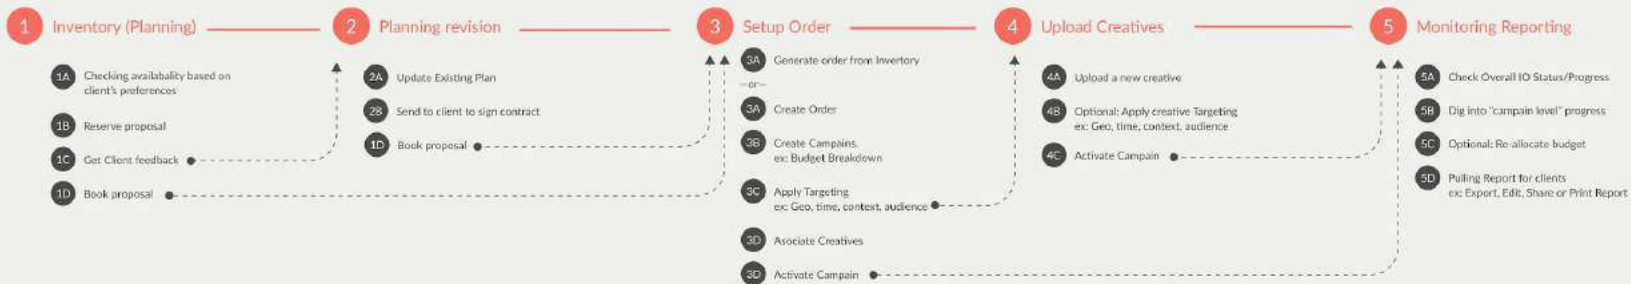 1 Inventory (Planning)
1A Checking availabality based on
client's preferences
1B Reserve proposal
1C Get Client feedback
1D Book proposal
2 Planning revision
2A Update Existing Plan
2B Send to client to sign contract
1D Book proposal
3 Setup Order
3A Generate order from Inventory
—or—
3A Create Order
3B Create Campains.
ex: Budget Breakdown
3C Apply Targeting
ex: Geo, time, context, audience
3D Asociate Creatives
3D Activate Campain
4 Upload Creatives
4A Upload a new creative
4B Optional: Apply creative Targeting
ex: Geo, time, context, audience
4C Activate Campain
5 Monitoring Reporting
5A Check Overall IO Status/Progress
5B Dig into "campain level" progress
5C Optional: Re-allocate budget
5D Pulling Report for clients
ex: Export, Edit, Share or Print Report